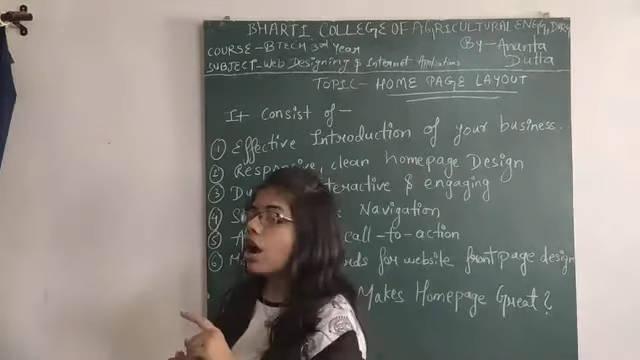 BHARTI COLLEGE OF AGRICULTURAL ENGG, DURG
COURSE - BTECH 3rd Year
By - Ananta Dutta
SUBJECT - Web Designing & Internet Applications
TOPIC - HOME PAGE LAYOUT
It Consist of -
① Effective Introduction of your business.
② Responsive, clean homepage Design
③ & engaging
④ Navigation
⑤ call-to-action
⑥ for website front page design
Makes Homepage Great?